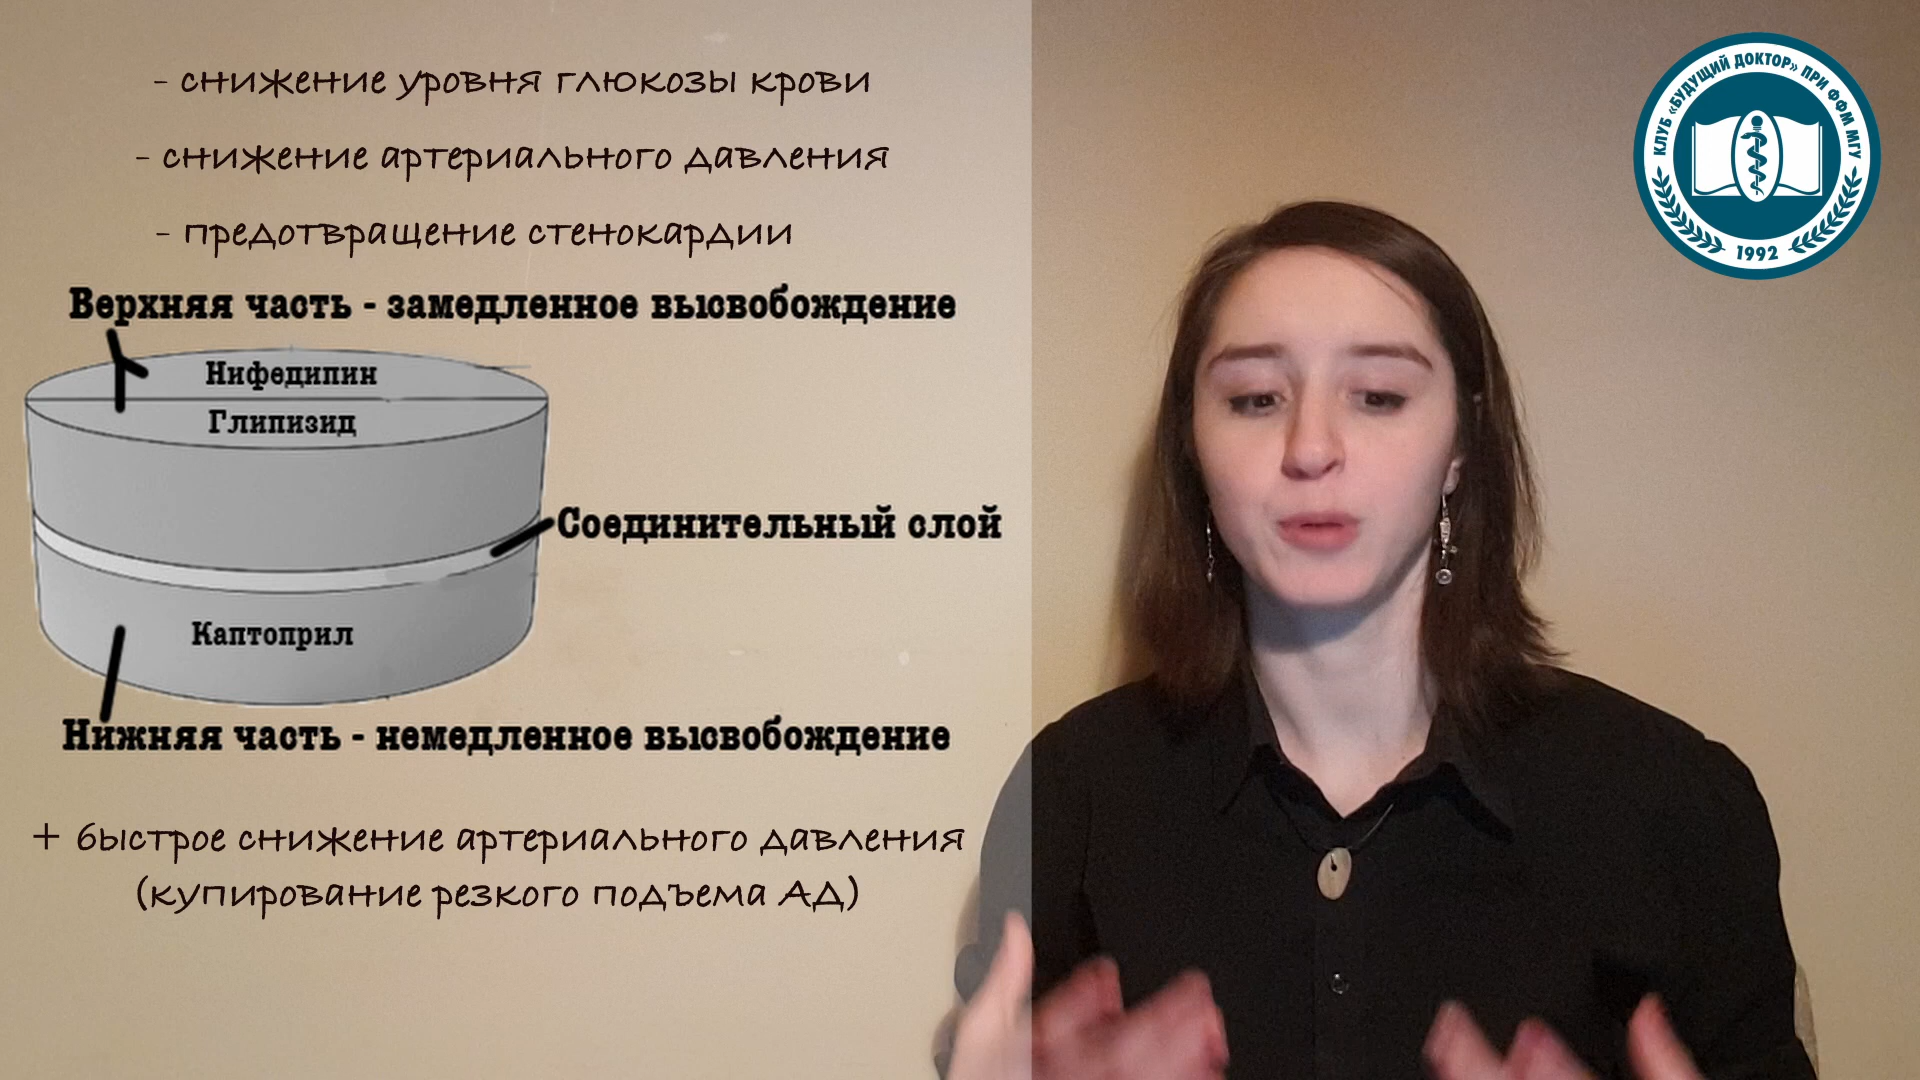 - снижение уровня глюкозы крови
- снижение артериального давления
- предотвращение стенокардии
Верхняя часть - замедленное высвобождение
Нифедипин
Глипизид
Соединительный слой
Каптоприл
Нижняя часть - немедленное высвобождение
+ быстрое снижение артериального давления
(купирование резкого подъема АД)
КЛУБ «БУДУЩИЙ ДОКТОР» ПРИ ФФМ МГУ
1992